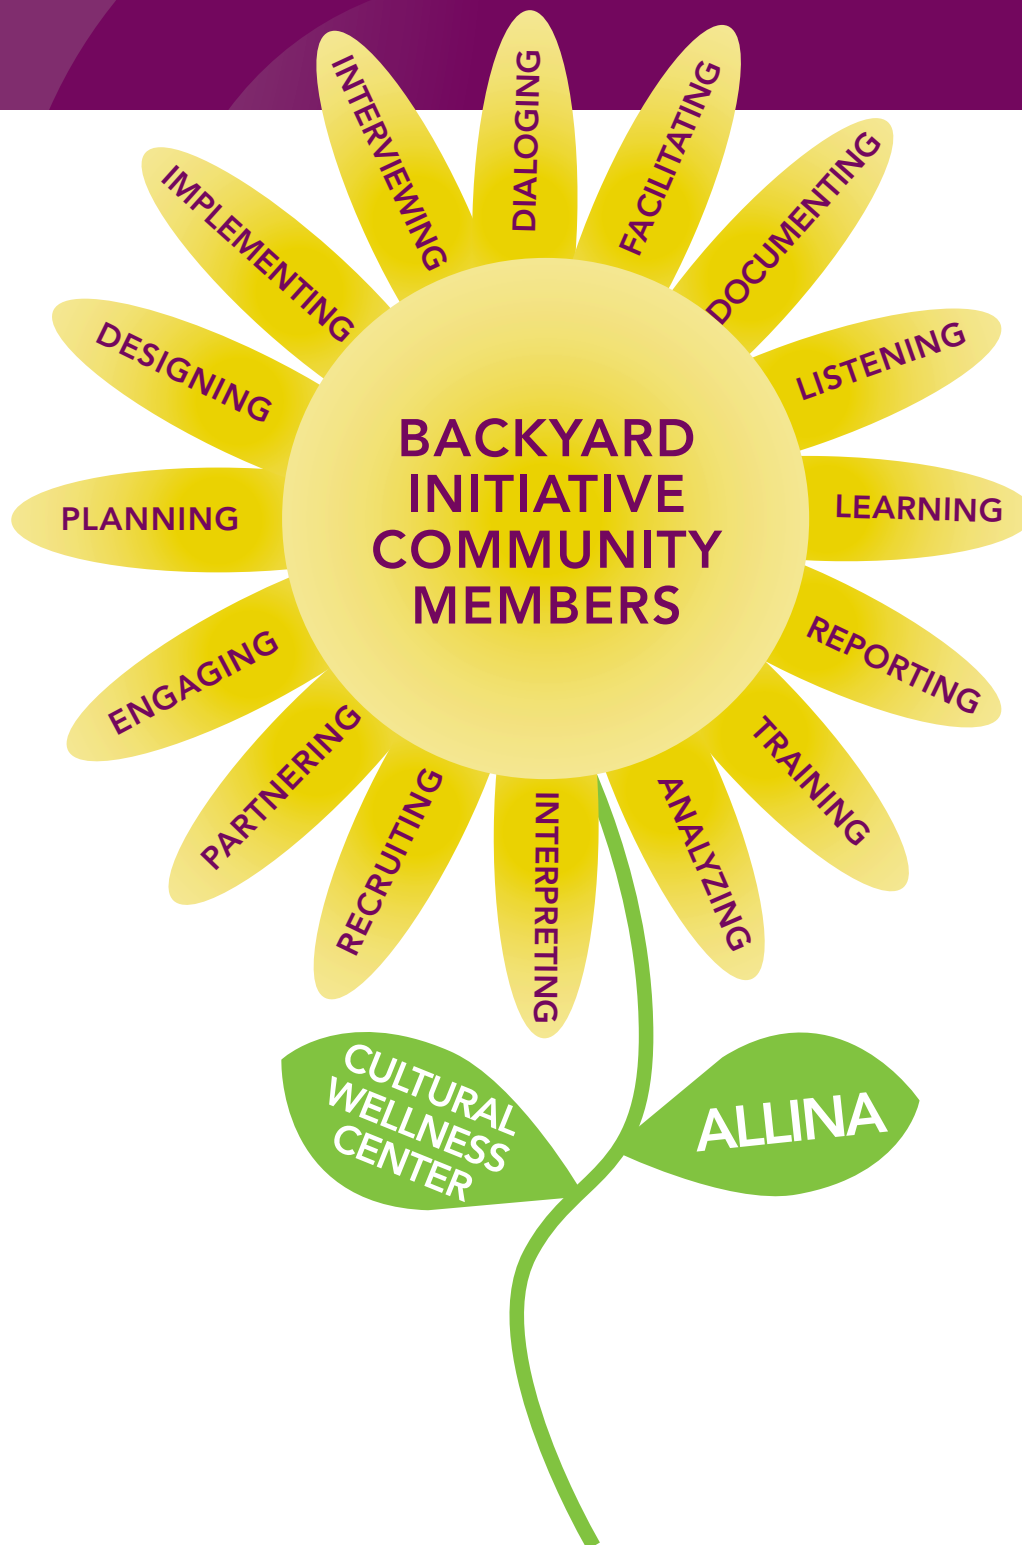 INTERVIEWING
DIALOGING
FACILITATING
DOCUMENTING
LISTENING
LEARNING
REPORTING
TRAINING
ANALYZING
INTERPRETING
RECRUITING
PARTNERING
ENGAGING
PLANNING
DESIGNING
IMPLEMENTING
BACKYARD
INITIATIVE
COMMUNITY
MEMBERS
CULTURAL
WELLNESS
CENTER
ALLINA